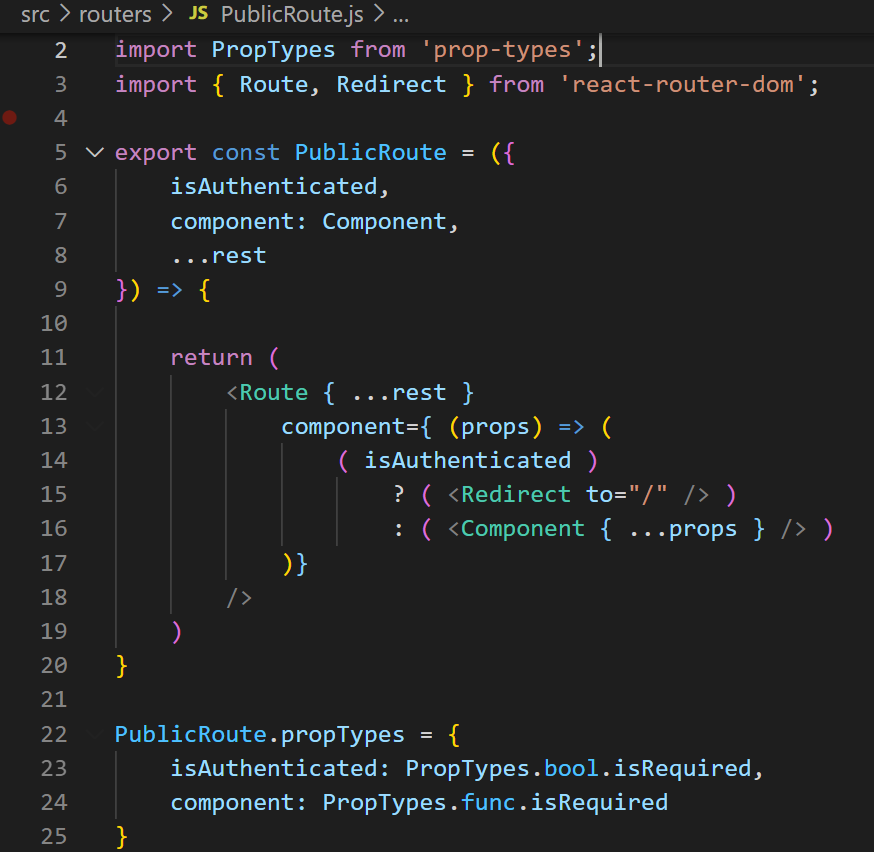 src > routers > JS PublicRoute.js > ...
2 import PropTypes from 'prop-types';
3 import { Route, Redirect } from 'react-router-dom';
4
5 export const PublicRoute = ({
6     isAuthenticated,
7     component: Component,
8     ...rest
9 }) => {
10
11     return (
12         <Route { ...rest }
13             component={ (props) => (
14                 ( isAuthenticated )
15                     ? ( <Redirect to="/" /> )
16                     : ( <Component { ...props } /> )
17             )}
18         />
19     )
20 }
21
22 PublicRoute.propTypes = {
23     isAuthenticated: PropTypes.bool.isRequired,
24     component: PropTypes.func.isRequired
25 }